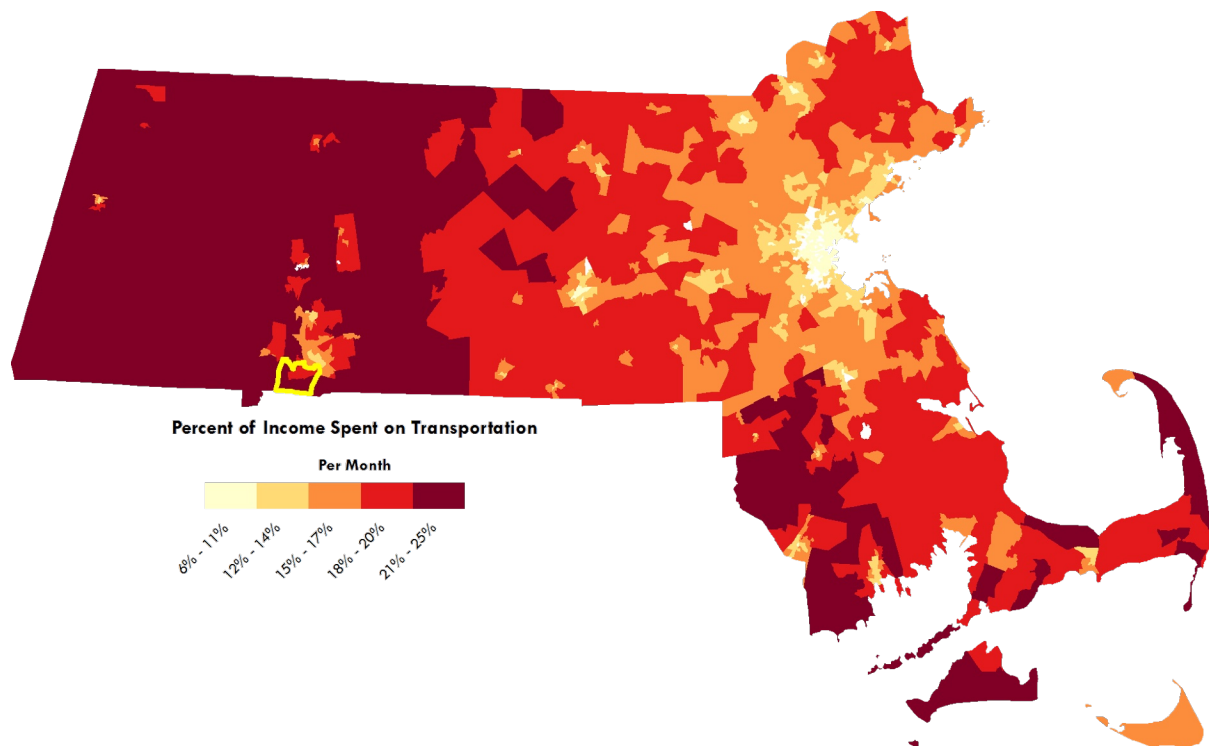 Percent of Income Spent on Transportation
Per Month
6% - 11%
12% - 14%
15% - 17%
18% - 20%
21% - 25%